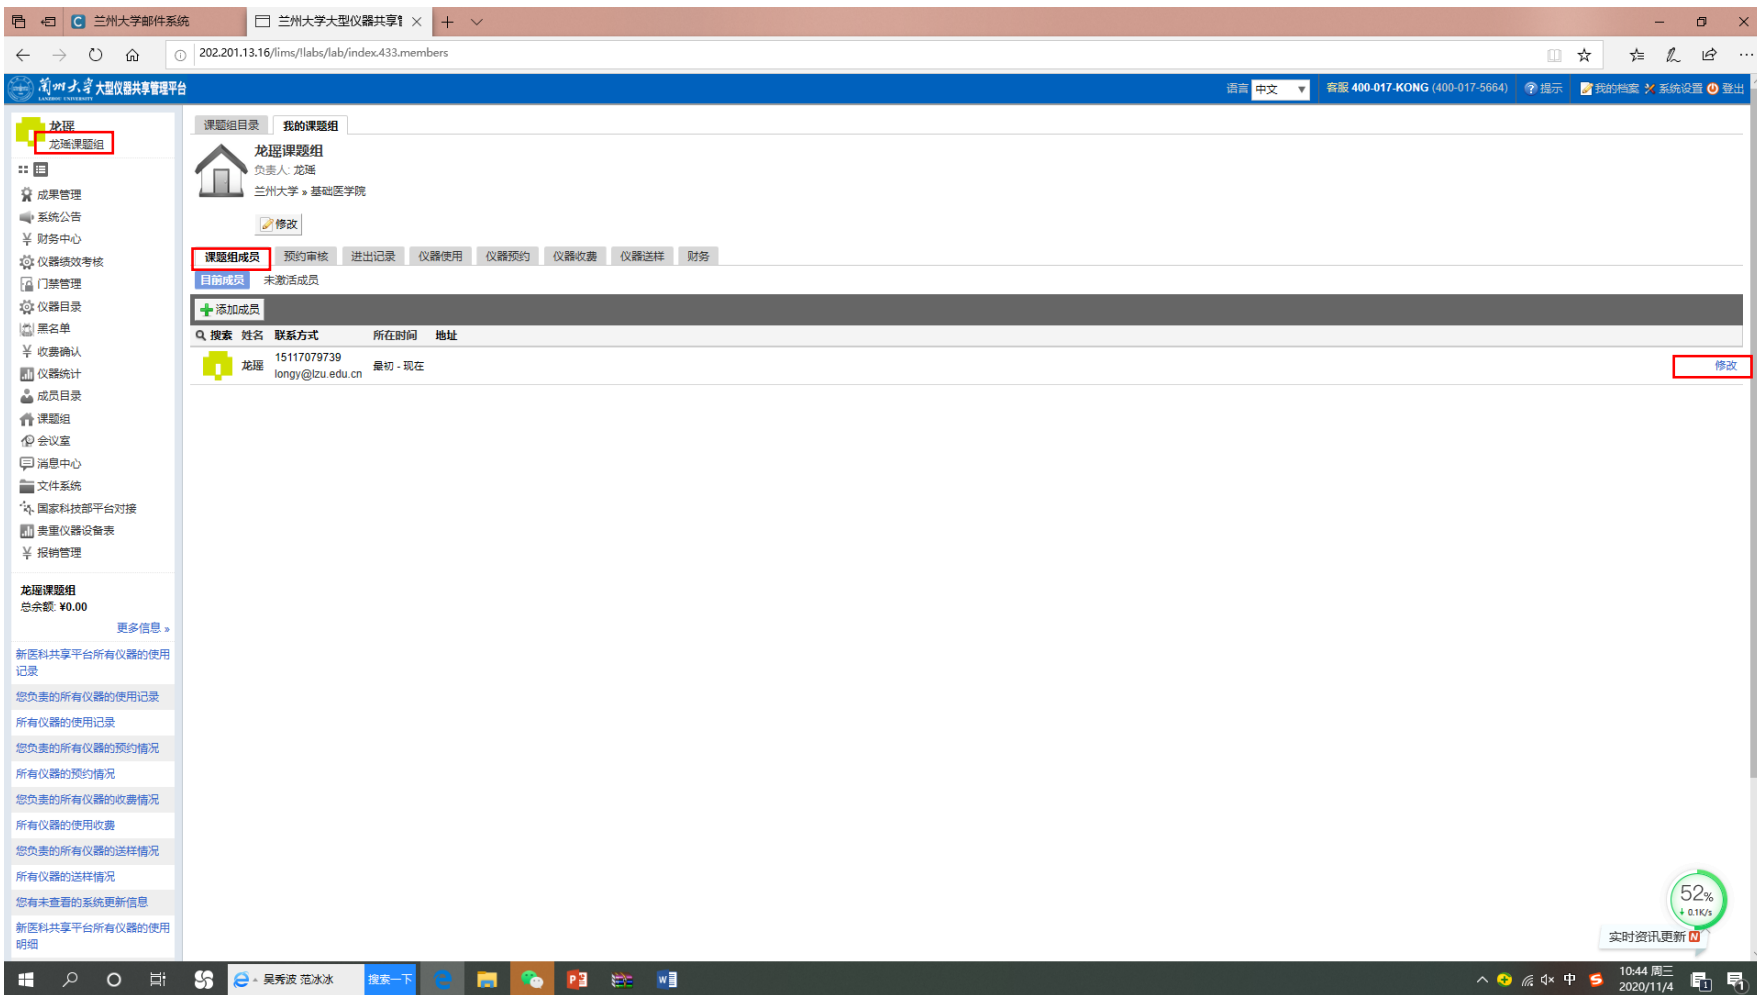 兰州大学邮件系统
兰州大学大型仪器共享
202.201.13.16/lims/!labs/lab/index.433.members
兰州大学 大型仪器共享管理平台
LANZHOU UNIVERSITY
语言 中文
客服 400-017-KONG (400-017-5664)
提示
我的档案
系统设置
登出
龙瑶
龙瑶课题组
成果管理
系统公告
财务中心
仪器绩效考核
门禁管理
仪器目录
黑名单
收费确认
仪器统计
成员目录
课题组
会议室
消息中心
文件系统
国家科技部平台对接
贵重仪器设备表
报销管理
龙瑶课题组
总余额: ¥0.00
更多信息 »
新医科共享平台所有仪器的使用
记录
您负责的所有仪器的使用记录
所有仪器的使用记录
您负责的所有仪器的预约情况
所有仪器的预约情况
您负责的所有仪器的收费情况
所有仪器的使用收费
您负责的所有仪器的送样情况
所有仪器的送样情况
您有未查看的系统更新信息
新医科共享平台所有仪器的使用
明细
课题组目录 我的课题组
龙瑶课题组
负责人: 龙瑶
兰州大学 » 基础医学院
修改
课题组成员 预约审核 进出记录 仪器使用 仪器预约 仪器收费 仪器送样 财务
目前成员 未激活成员
添加成员
搜索 姓名 联系方式 所在时间 地址
龙瑶 15117079739 最初 - 现在 修改
longy@lzu.edu.cn
52%
0.1K/s
实时资讯更新 N
吴秀波 范冰冰 搜索一下
中
10:44 周三
2020/11/4
1
1